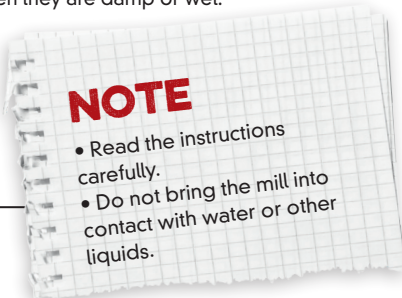 they are damp or wet.
NOTE
• Read the instructions
carefully.
• Do not bring the mill into
contact with water or other
liquids.